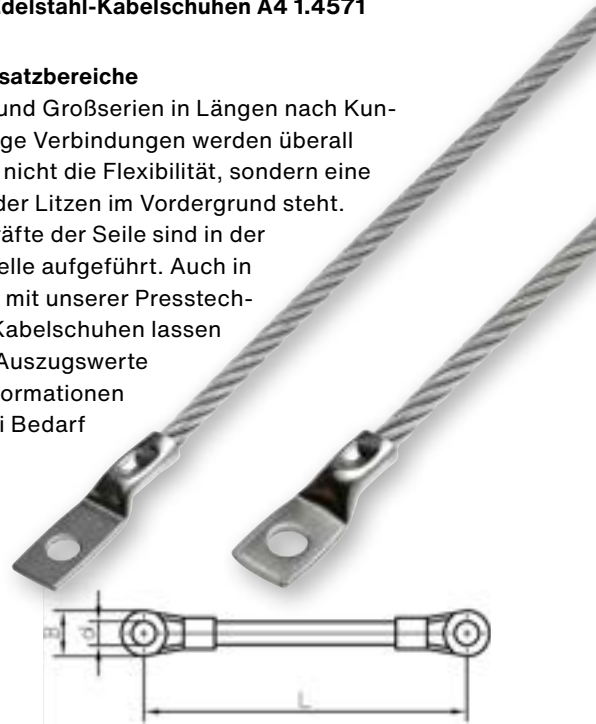 delstahl-Kabelschuhen A4 1.4571
satzbereiche
und Großserien in Längen nach Kun-
ge Verbindungen werden überall
nicht die Flexibilität, sondern eine
der Litzen im Vordergrund steht.
räfte der Seile sind in der
elle aufgeführt. Auch in
mit unserer Presstech-
Kabelschuhen lassen
Auszugswerte
ormationen
i Bedarf
B
d
L